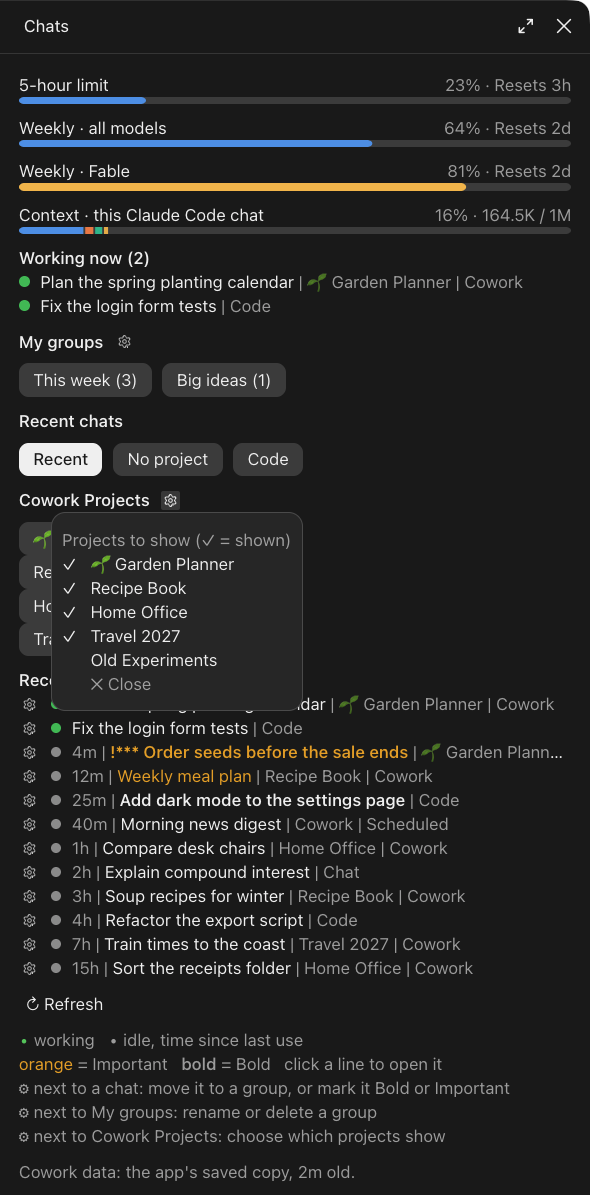 Chats
5-hour limit 23% · Resets 3h
Weekly · all models 64% · Resets 2d
Weekly · Fable 81% · Resets 2d
Context · this Claude Code chat 16% · 164.5K / 1M
Working now (2)
Plan the spring planting calendar | 🌱 Garden Planner | Cowork
Fix the login form tests | Code
My groups
This week (3) Big ideas (1)
Recent chats
Recent No project Code
Cowork Projects
Projects to show (✓ = shown)
✓ 🌱 Garden Planner
✓ Recipe Book
✓ Home Office
✓ Travel 2027
Old Experiments
✕ Close
🌱 Garden Planner | Cowork
Fix the login form tests | Code
4m | !*** Order seeds before the sale ends | 🌱 Garden Plann...
12m | Weekly meal plan | Recipe Book | Cowork
25m | Add dark mode to the settings page | Code
40m | Morning news digest | Cowork | Scheduled
1h | Compare desk chairs | Home Office | Cowork
2h | Explain compound interest | Chat
3h | Soup recipes for winter | Recipe Book | Cowork
4h | Refactor the export script | Code
7h | Train times to the coast | Travel 2027 | Cowork
15h | Sort the receipts folder | Home Office | Cowork
↻ Refresh
• working • idle, time since last use
orange = Important bold = Bold click a line to open it
⚙ next to a chat: move it to a group, or mark it Bold or Important
⚙ next to My groups: rename or delete a group
⚙ next to Cowork Projects: choose which projects show
Cowork data: the app's saved copy, 2m old.